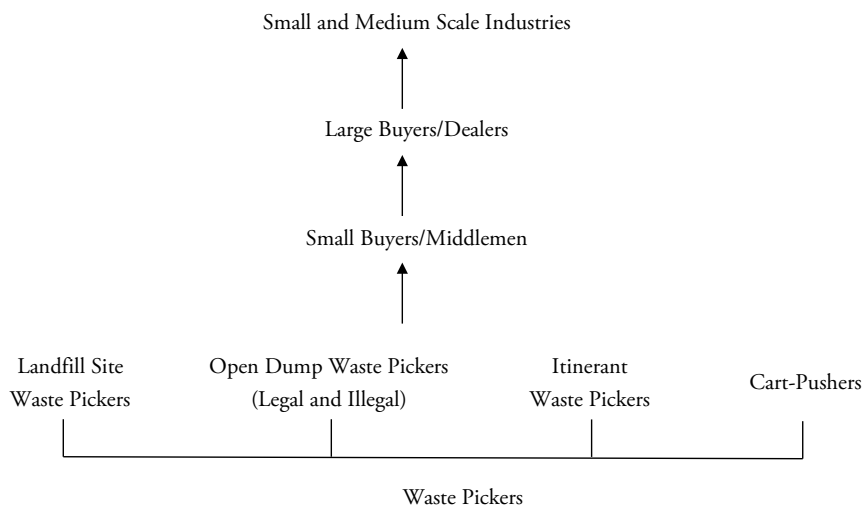 Small and Medium Scale Industries
Large Buyers/Dealers
Small Buyers/Middlemen
Landfill Site
Waste Pickers
Open Dump Waste Pickers
(Legal and Illegal)
Itinerant
Waste Pickers
Cart-Pushers
Waste Pickers